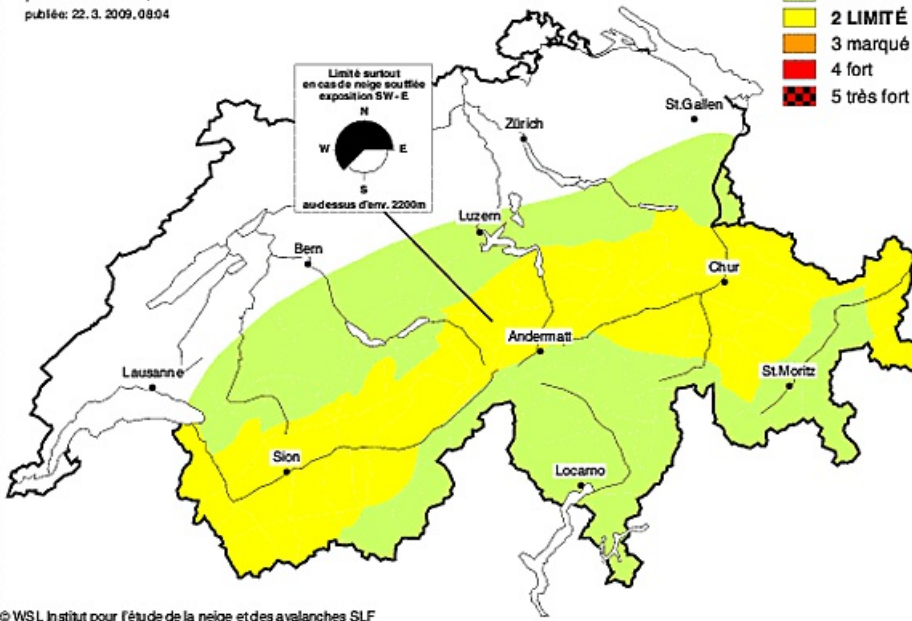 publiée: 22. 3. 2009, 08:04
2 LIMITÉ
3 marqué
4 fort
5 très fort
Limité surtout
en cas de neige soufflée
exposition SW - E
N
W E
S
au-dessus d'env. 2200m
St.Gallen
Zürich
Luzern
Bern
Chur
Andermatt
Lausanne
St.Moritz
Sion
Locarno
© WSL Institut pour l'étude de la neige et des avalanches SLF